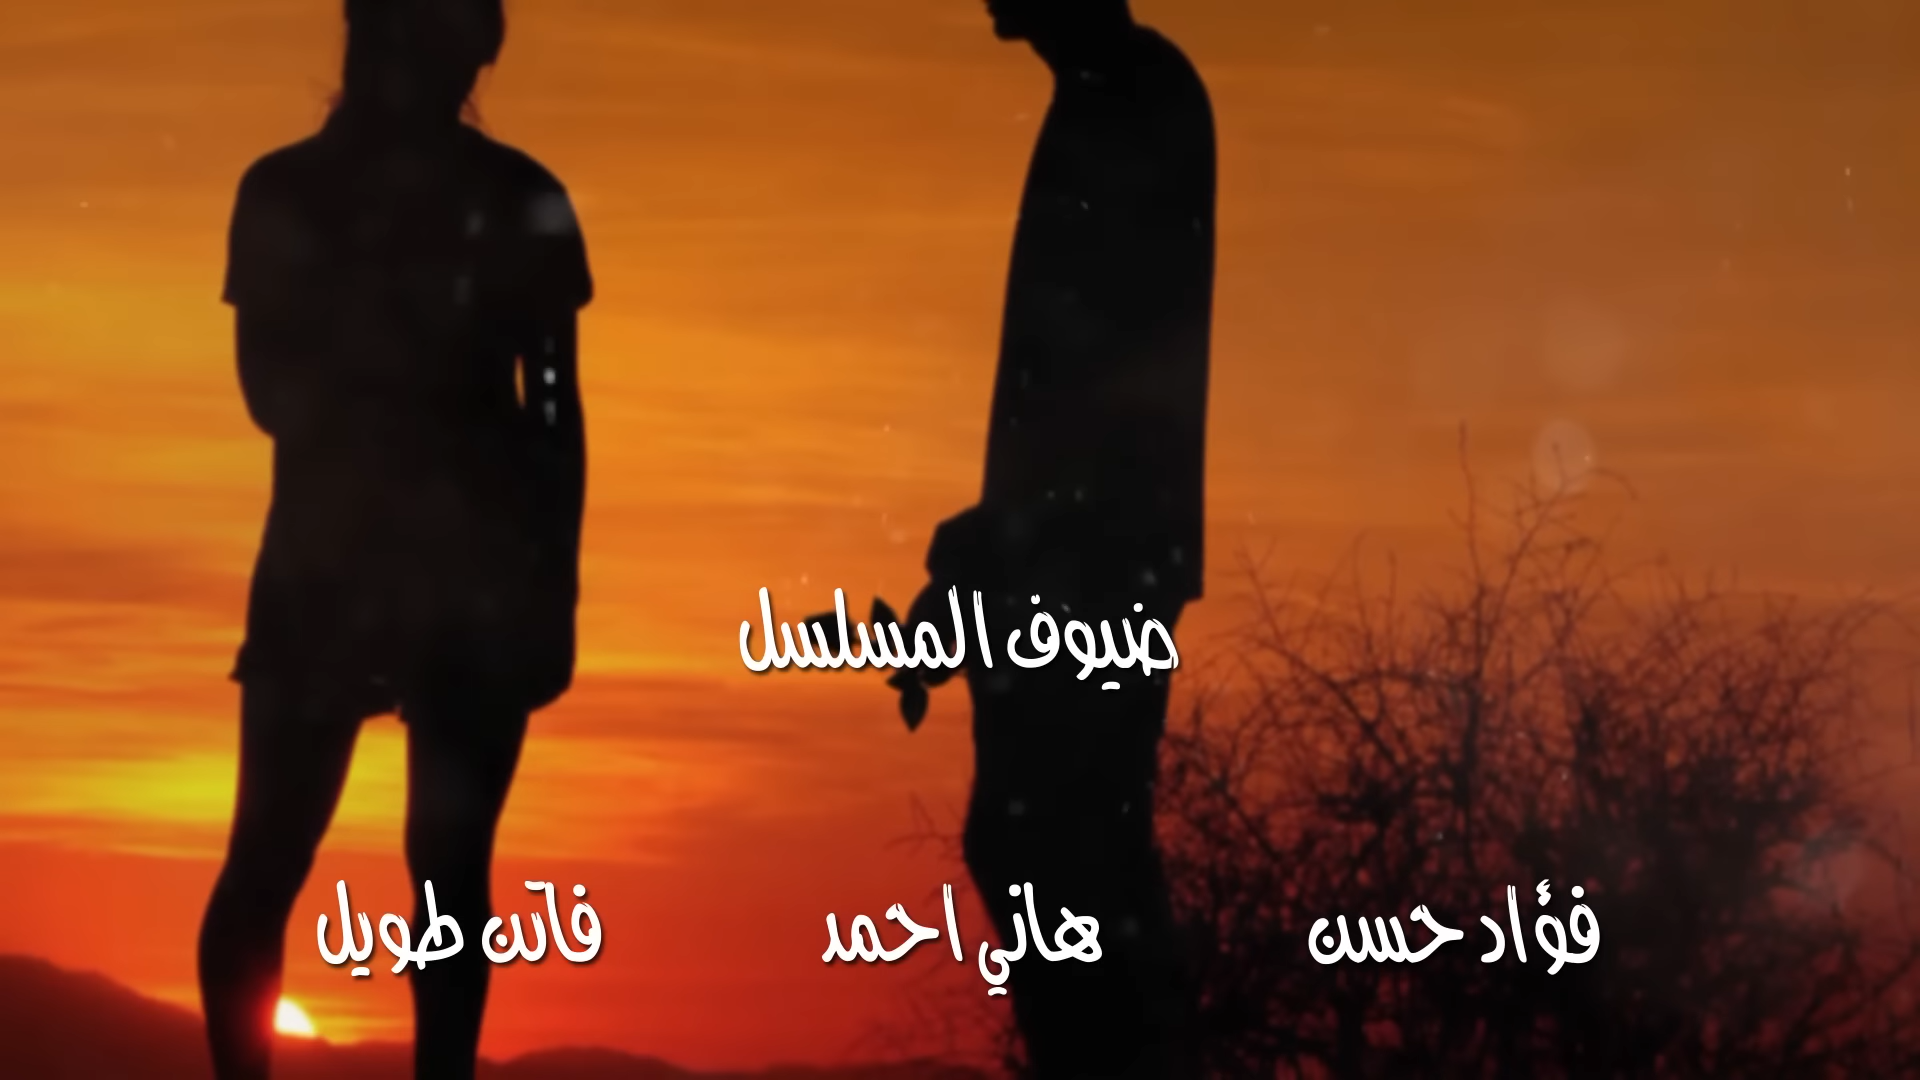 ضيوف المسلسل
فؤاد حسن هاني احمد فاتن طويل